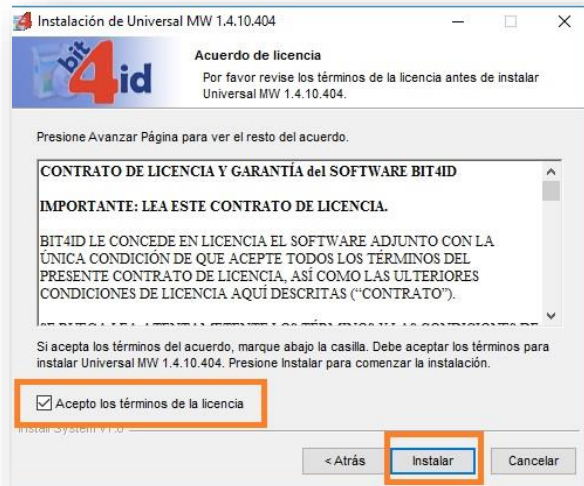 Instalación de Universal MW 1.4.10.404
bit
4id
Acuerdo de licencia
Por favor revise los términos de la licencia antes de instalar
Universal MW 1.4.10.404.
Presione Avanzar Página para ver el resto del acuerdo.
CONTRATO DE LICENCIA Y GARANTÍA del SOFTWARE BIT4ID
IMPORTANTE: LEA ESTE CONTRATO DE LICENCIA.
BIT4ID LE CONCEDE EN LICENCIA EL SOFTWARE ADJUNTO CON LA
ÚNICA CONDICIÓN DE QUE ACEPTE TODOS LOS TÉRMINOS DEL
PRESENTE CONTRATO DE LICENCIA, ASÍ COMO LAS ULTERIORES
CONDICIONES DE LICENCIA AQUÍ DESCRITAS (“CONTRATO”).
Si acepta los términos del acuerdo, marque abajo la casilla. Debe aceptar los términos para
instalar Universal MW 1.4.10.404. Presione Instalar para comenzar la instalación.
Acepto los términos de la licencia
< Atrás Instalar Cancelar